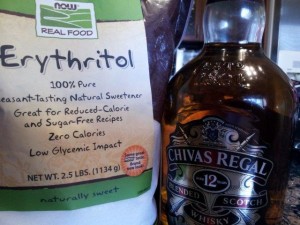 now
REAL FOOD
Erythritol
100% Pure
easant-Tasting Natural Sweetener
Great for Reduced-Calorie
and Sugar-Free Recipes
Zero Calories
Low Glycemic Impact
NET WT. 2.5 LBS. (1134 g)
naturally sweet
CHIVAS REGAL
12
BLENDED SCOTCH
WHISKY